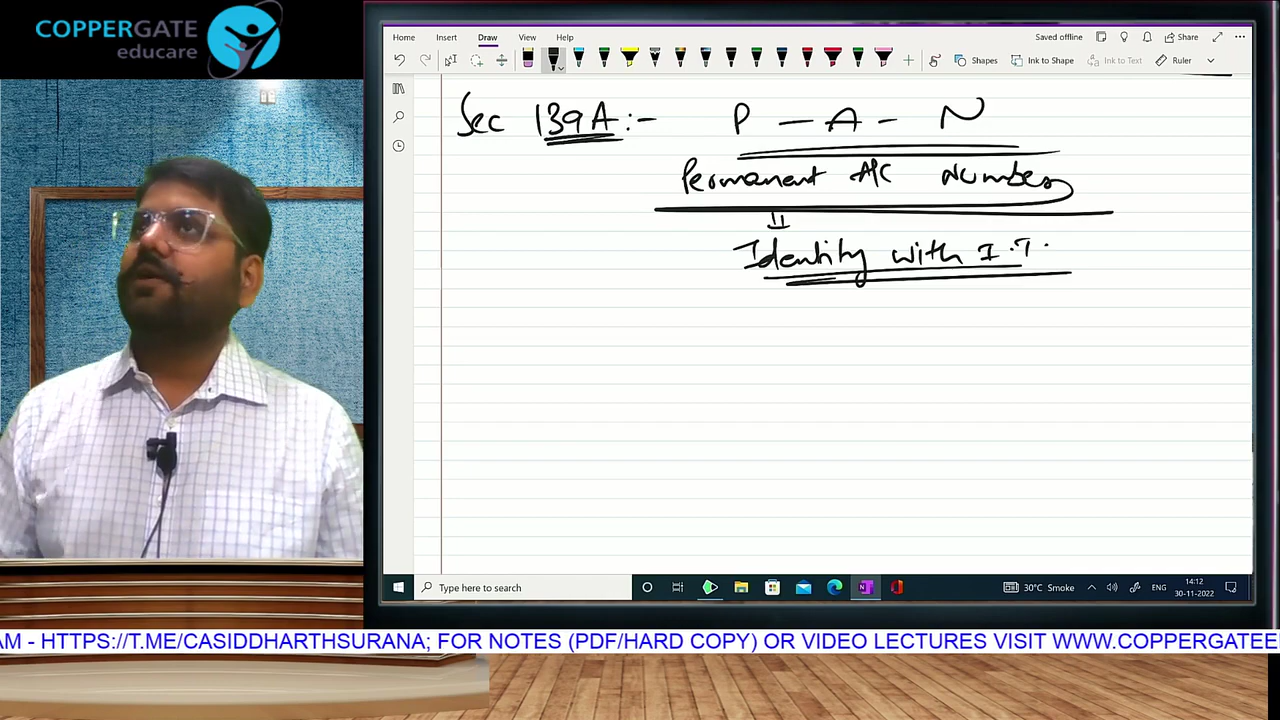 COPPERGATE
educare
Home Insert Draw View Help
Saved offline
Share
Shapes
Ink to Shape
Ink to Text
Ruler
Sec 139A:- P - A - N
Permanent A/C Number
Identity with I.T.
Type here to search
30°C Smoke
ENG
14:12
30-11-2022
AM - HTTPS://T.ME/CASIDDHARTHSURANA; FOR NOTES (PDF/HARD COPY) OR VIDEO LECTURES VISIT WWW.COPPERGATEE